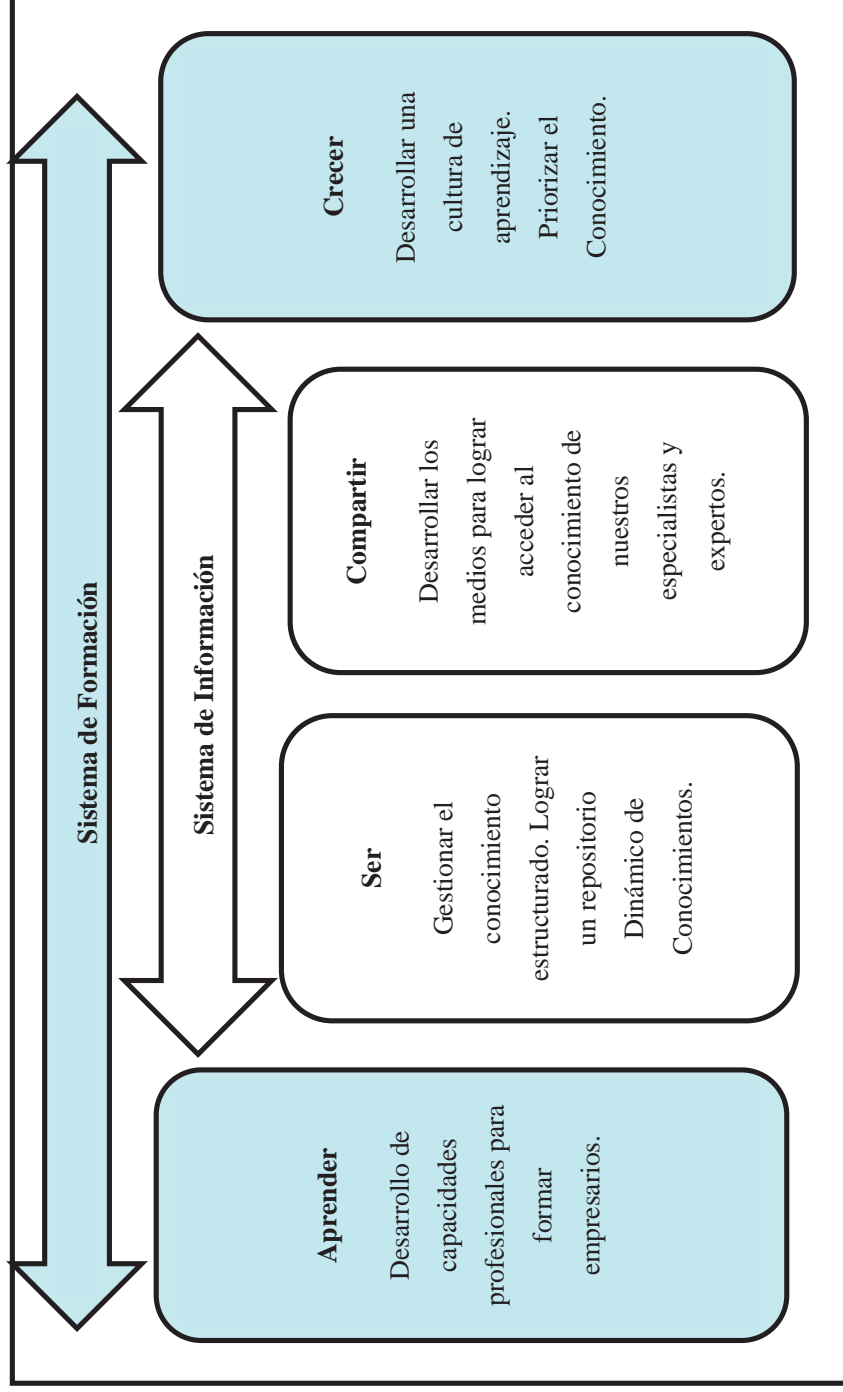 Sistema de Formación
Sistema de Información
Aprender
Desarrollo de
capacidades
profesionales para
formar
empresarios.
Ser
Gestionar el
conocimiento
estructurado. Lograr
un repositorio
Dinámico de
Conocimientos.
Compartir
Desarrollar los
medios para lograr
acceder al
conocimiento de
nuestros
especialistas y
expertos.
Crecer
Desarrollar una
cultura de
aprendizaje.
Priorizar el
Conocimiento.